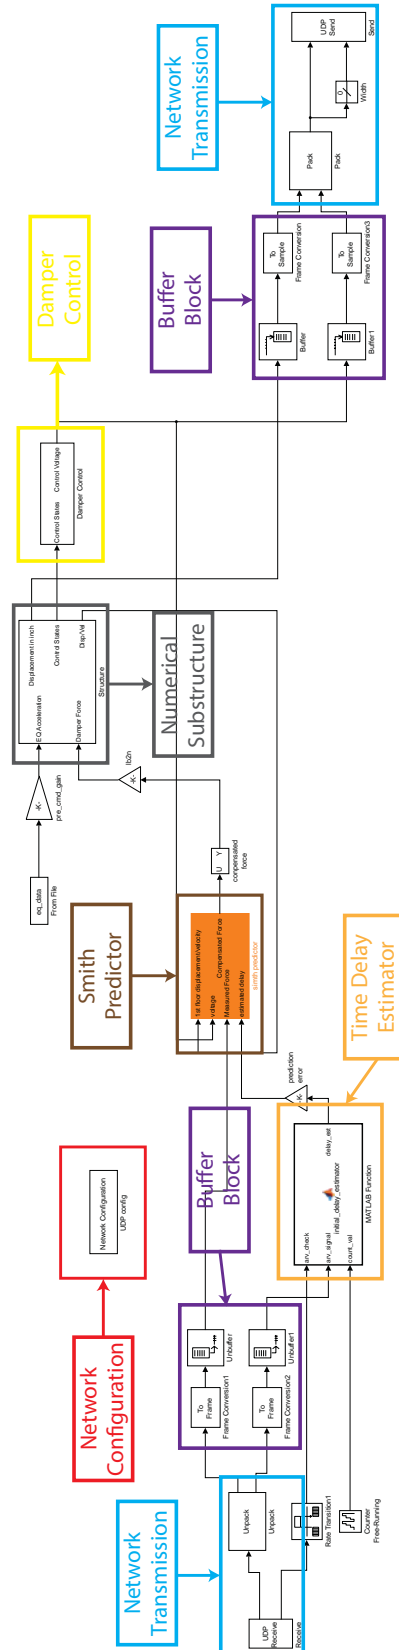 Network
Transmission
UDP
Receive
Receive
Unpack
Unpack
Rate Transition1
Counter
Free-Running
Network
Configuration
Network Configuration
UDP config
Buffer
Block
To
Frame
Frame Conversion1
Unbuffer
To
Frame
Frame Conversion2
Unbuffer1
Time Delay
Estimator
arv_check
arv_signal
count_val
initial_delay_estimator
delay_est
MATLAB Function
-K-
prediction
error
Smith
Predictor
1st floor displacement/velocity
voltage
Measured Force
estimated delay
Compensated Force
simth predictor
U Y
conpensated
force
-K-
lb2n
eq_data
From File
-K-
pre_cmd_gain
Numerical
Substructure
EQ Acceleration
Damper Force
Displacement in inch
Control States
Disp/Vel
Structure
Damper
Control
Control States Control Voltage
Damper Control
Buffer
Block
Buffer
To
Sample
Frame Conversion
Buffer1
To
Sample
Frame Conversion3
Network
Transmission
Pack
Pack
0
Width
UDP
Send
Send